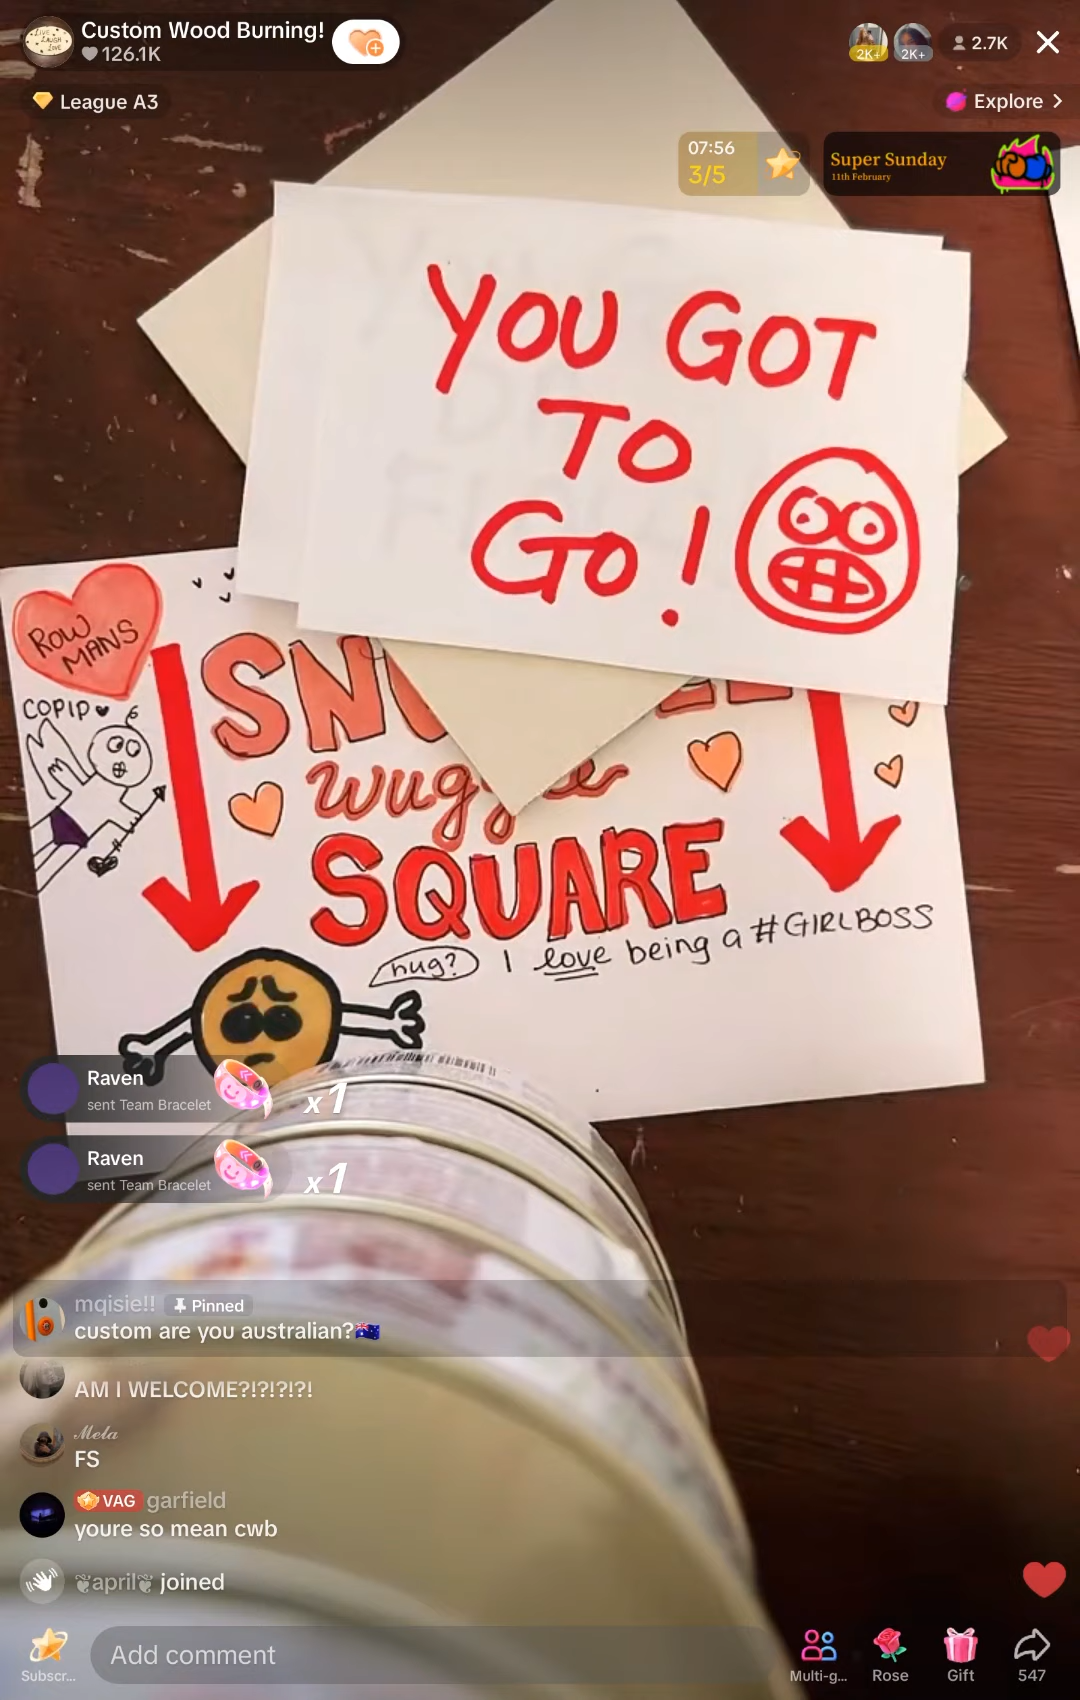 Custom Wood Burning!
126.1K
2K+
2K+
2.7K
League A3
Explore
07:56
3/5
Super Sunday
11th February
YOU GOT
TO
GO!
ROW
MANS
COPID
SQUARE
hug?
I love being a #GIRLBOSS
Raven
sent Team Bracelet
x1
Raven
sent Team Bracelet
x1
mqisie!! Pinned
custom are you australian?🇦🇺
AM I WELCOME?!?!?!?!
Meta
FS
VAG garfield
youre so mean cwb
❦april❦ joined
Add comment
Subscr...
Multi-g...
Rose
Gift
547